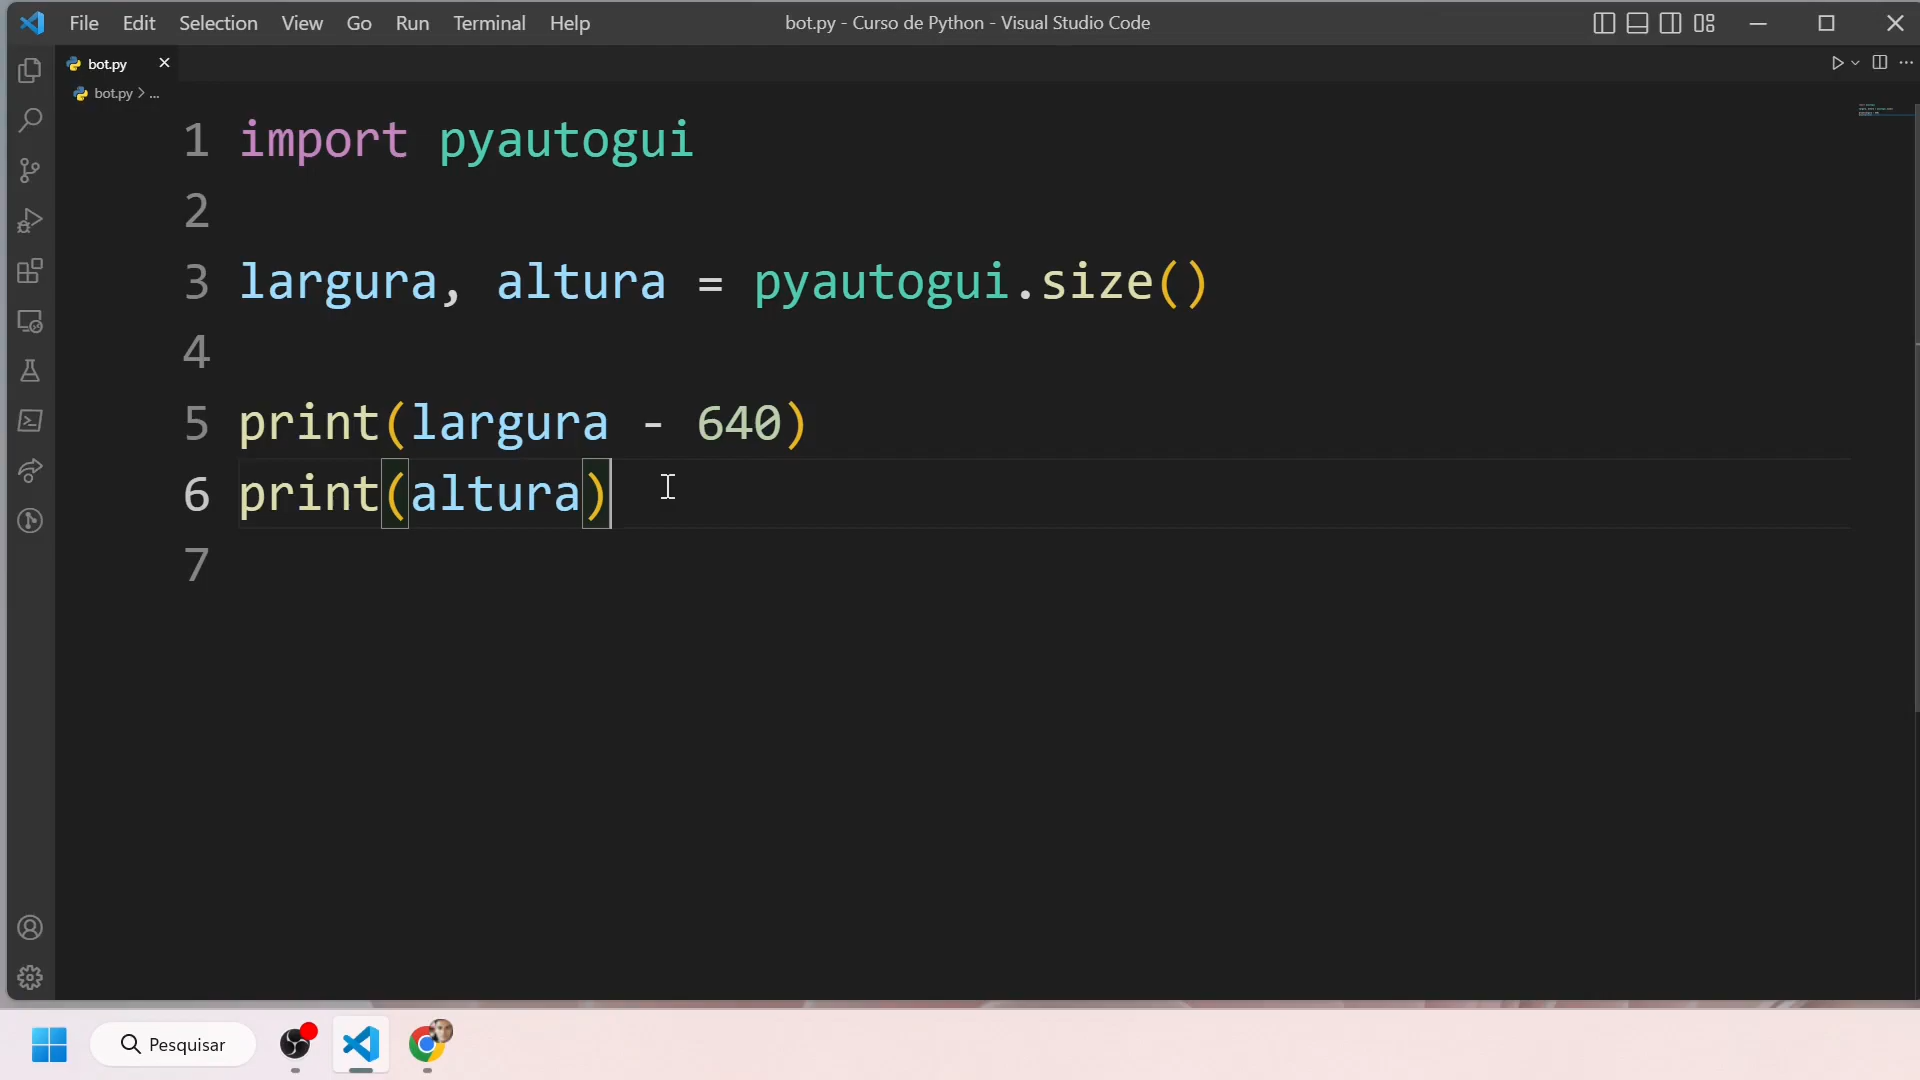 File Edit Selection View Go Run Terminal Help
bot.py - Curso de Python - Visual Studio Code
bot.py
bot.py > ...
1 import pyautogui
2
3 largura, altura = pyautogui.size()
4
5 print(largura - 640)
6 print(altura)
7
Pesquisar